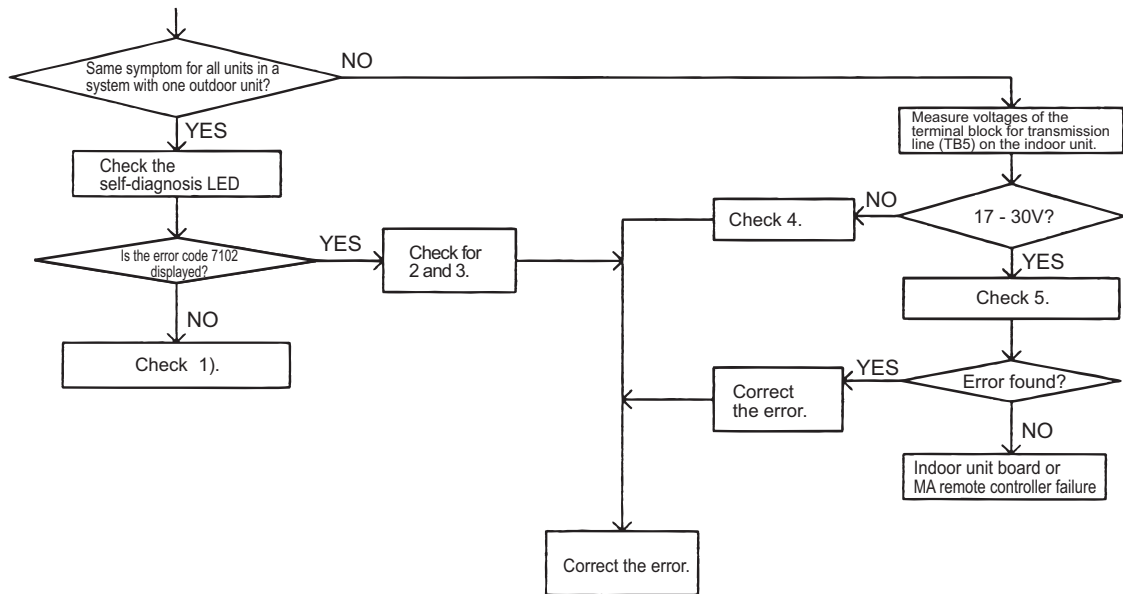 Same symptom for all units in a
system with one outdoor unit?
NO
YES
Measure voltages of the
terminal block for transmission
line (TB5) on the indoor unit.
Check the
self-diagnosis LED
17 - 30V?
NO
Check 4.
YES
Is the error code 7102
displayed?
YES
Check for
2 and 3.
NO
Check 5.
Check 1).
Error found?
YES
Correct
the error.
NO
Indoor unit board or
MA remote controller failure
Correct the error.